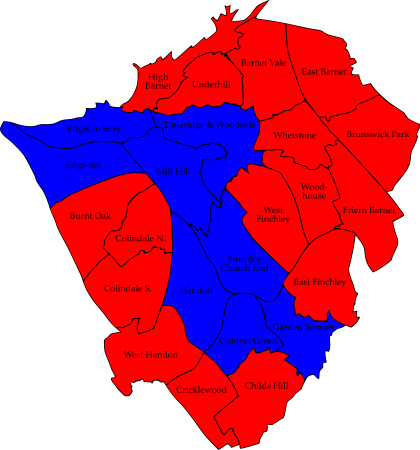 Barnet Vale
East Barnet
High
Barnet
Underhill
Edgwarebury
Totteridge & Woodside
Whetstone
Brunswick Park
Edgware
Mill Hill
Wood-
house
Burnt Oak
West
Finchley
Friern Barnet
Colindale N.
Finchley
Church End
East Finchley
Colindale S.
Hendon
Garden Suburb
Golders Green
West Hendon
Childs Hill
Cricklewood